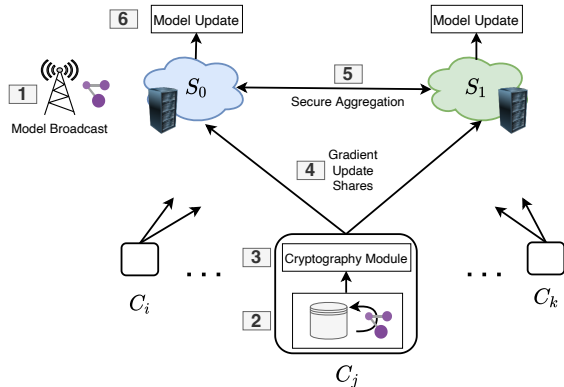 6
Model Update
Model Update
1
Model Broadcast
S0
5
Secure Aggregation
S1
4
Gradient
Update
Shares
3
Cryptography Module
2
...
...
Ci
Cj
Ck